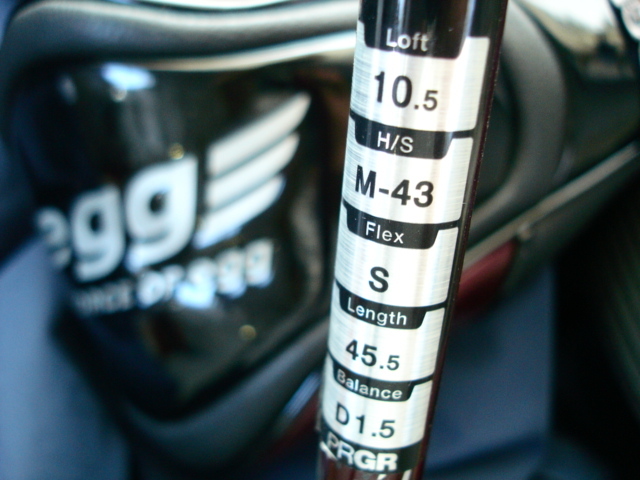 Loft
10.5
H/S
M-43
Flex
S
Length
45.5
Balance
D1.5
PRGR
egg